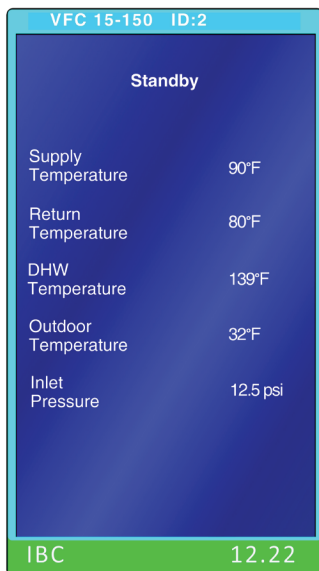 VFC 15-150 ID:2
Standby
Supply
Temperature 90°F
Return
Temperature 80°F
DHW
Temperature 139°F
Outdoor
Temperature 32°F
Inlet
Pressure 12.5 psi
IBC 12.22